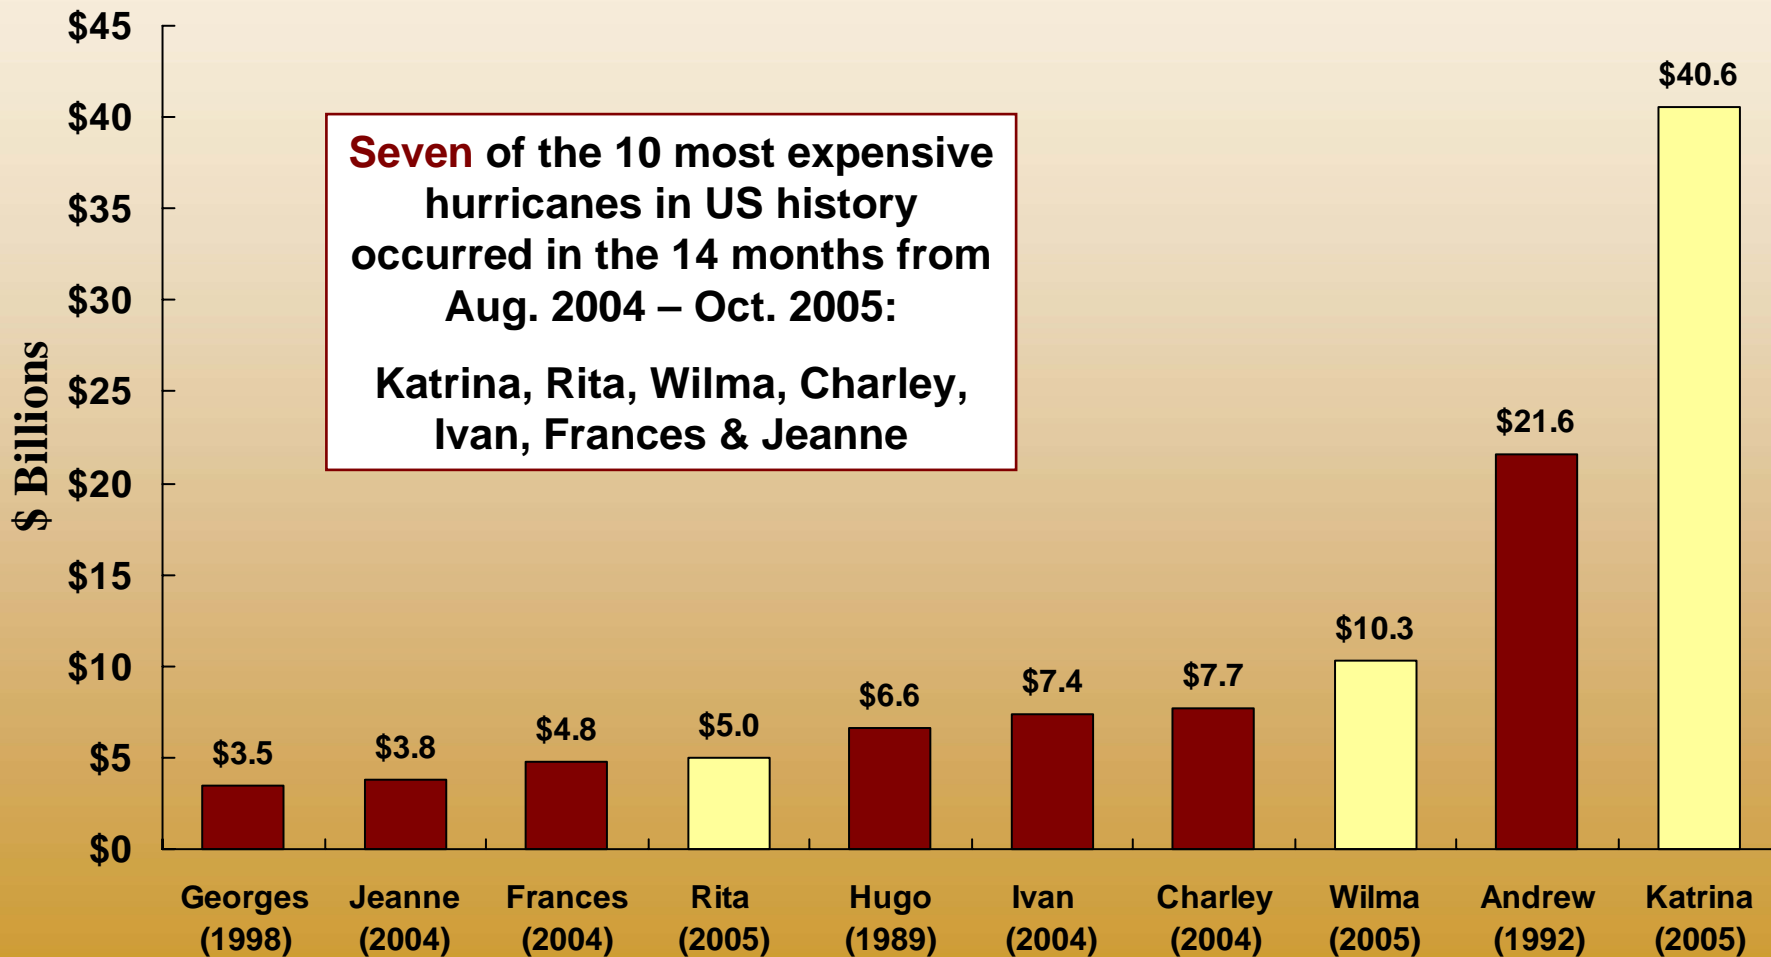 $45
$40
$35
$30
$25
$20
$15
$10
$5
$0
$ Billions
Seven of the 10 most expensive
hurricanes in US history
occurred in the 14 months from
Aug. 2004 – Oct. 2005:
Katrina, Rita, Wilma, Charley,
Ivan, Frances & Jeanne
$3.5
$3.8
$4.8
$5.0
$6.6
$7.4
$7.7
$10.3
$21.6
$40.6
Georges
(1998)
Jeanne
(2004)
Frances
(2004)
Rita
(2005)
Hugo
(1989)
Ivan
(2004)
Charley
(2004)
Wilma
(2005)
Andrew
(1992)
Katrina
(2005)